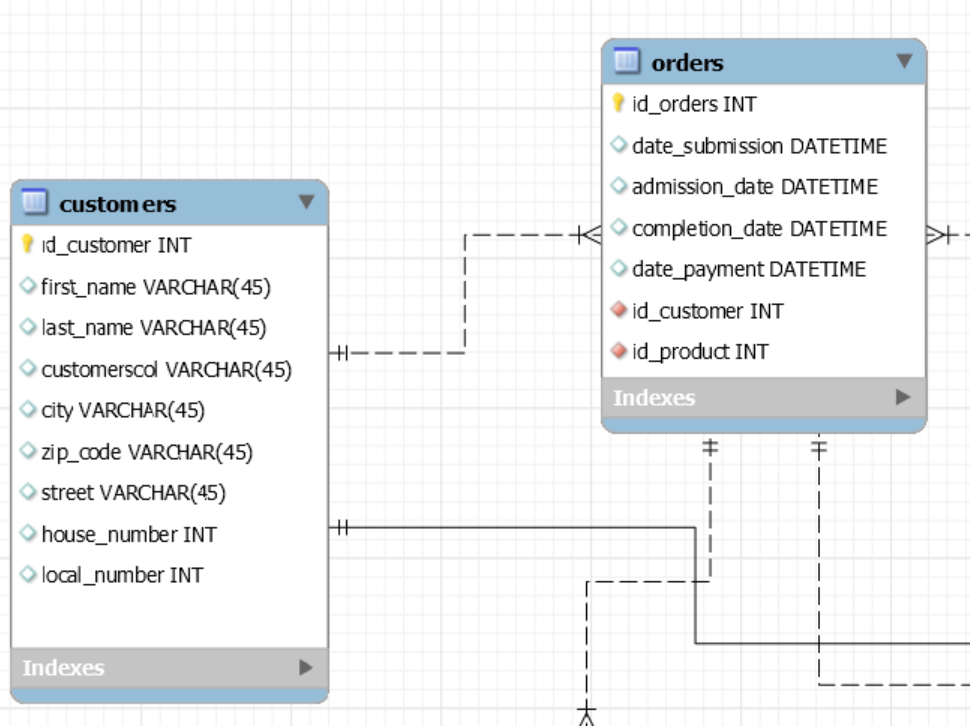 orders
id_orders INT
date_submission DATETIME
admission_date DATETIME
completion_date DATETIME
date_payment DATETIME
id_customer INT
id_product INT
Indexes
customers
id_customer INT
first_name VARCHAR(45)
last_name VARCHAR(45)
customerscol VARCHAR(45)
city VARCHAR(45)
zip_code VARCHAR(45)
street VARCHAR(45)
house_number INT
local_number INT
Indexes